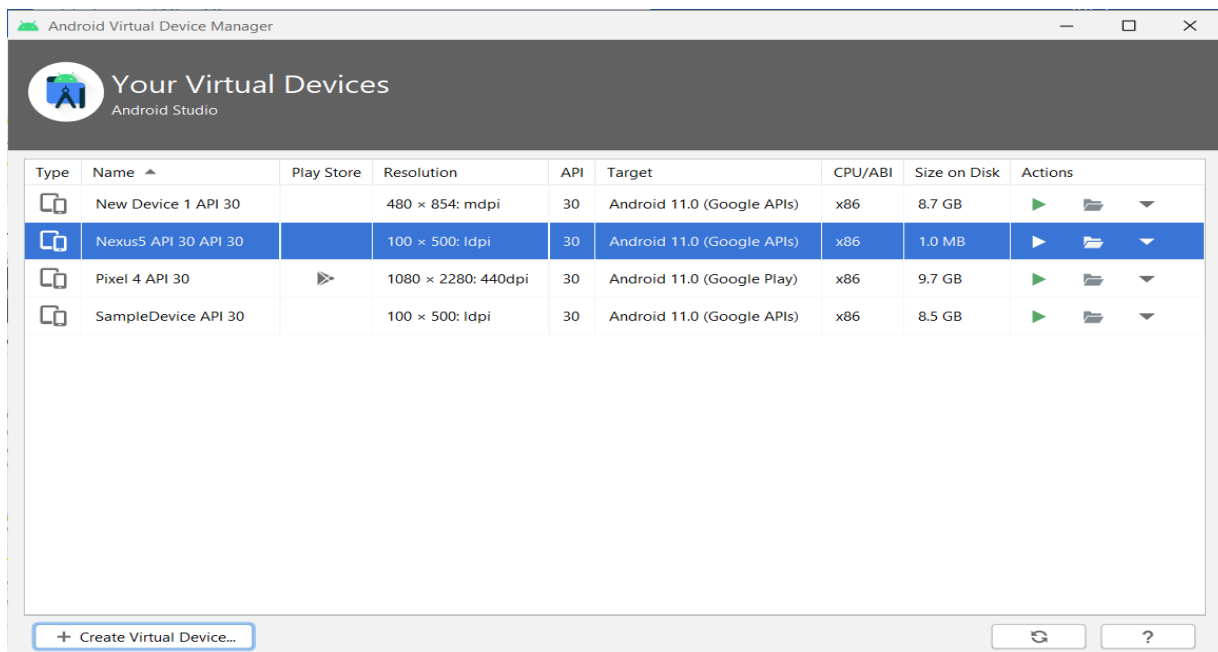 Android Virtual Device Manager
Your Virtual Devices
Android Studio
Type Name Play Store Resolution API Target CPU/ABI Size on Disk Actions
New Device 1 API 30 480 × 854: mdpi 30 Android 11.0 (Google APIs) x86 8.7 GB
Nexus5 API 30 API 30 100 × 500: ldpi 30 Android 11.0 (Google APIs) x86 1.0 MB
Pixel 4 API 30 1080 × 2280: 440dpi 30 Android 11.0 (Google Play) x86 9.7 GB
SampleDevice API 30 100 × 500: ldpi 30 Android 11.0 (Google APIs) x86 8.5 GB
+ Create Virtual Device... ?